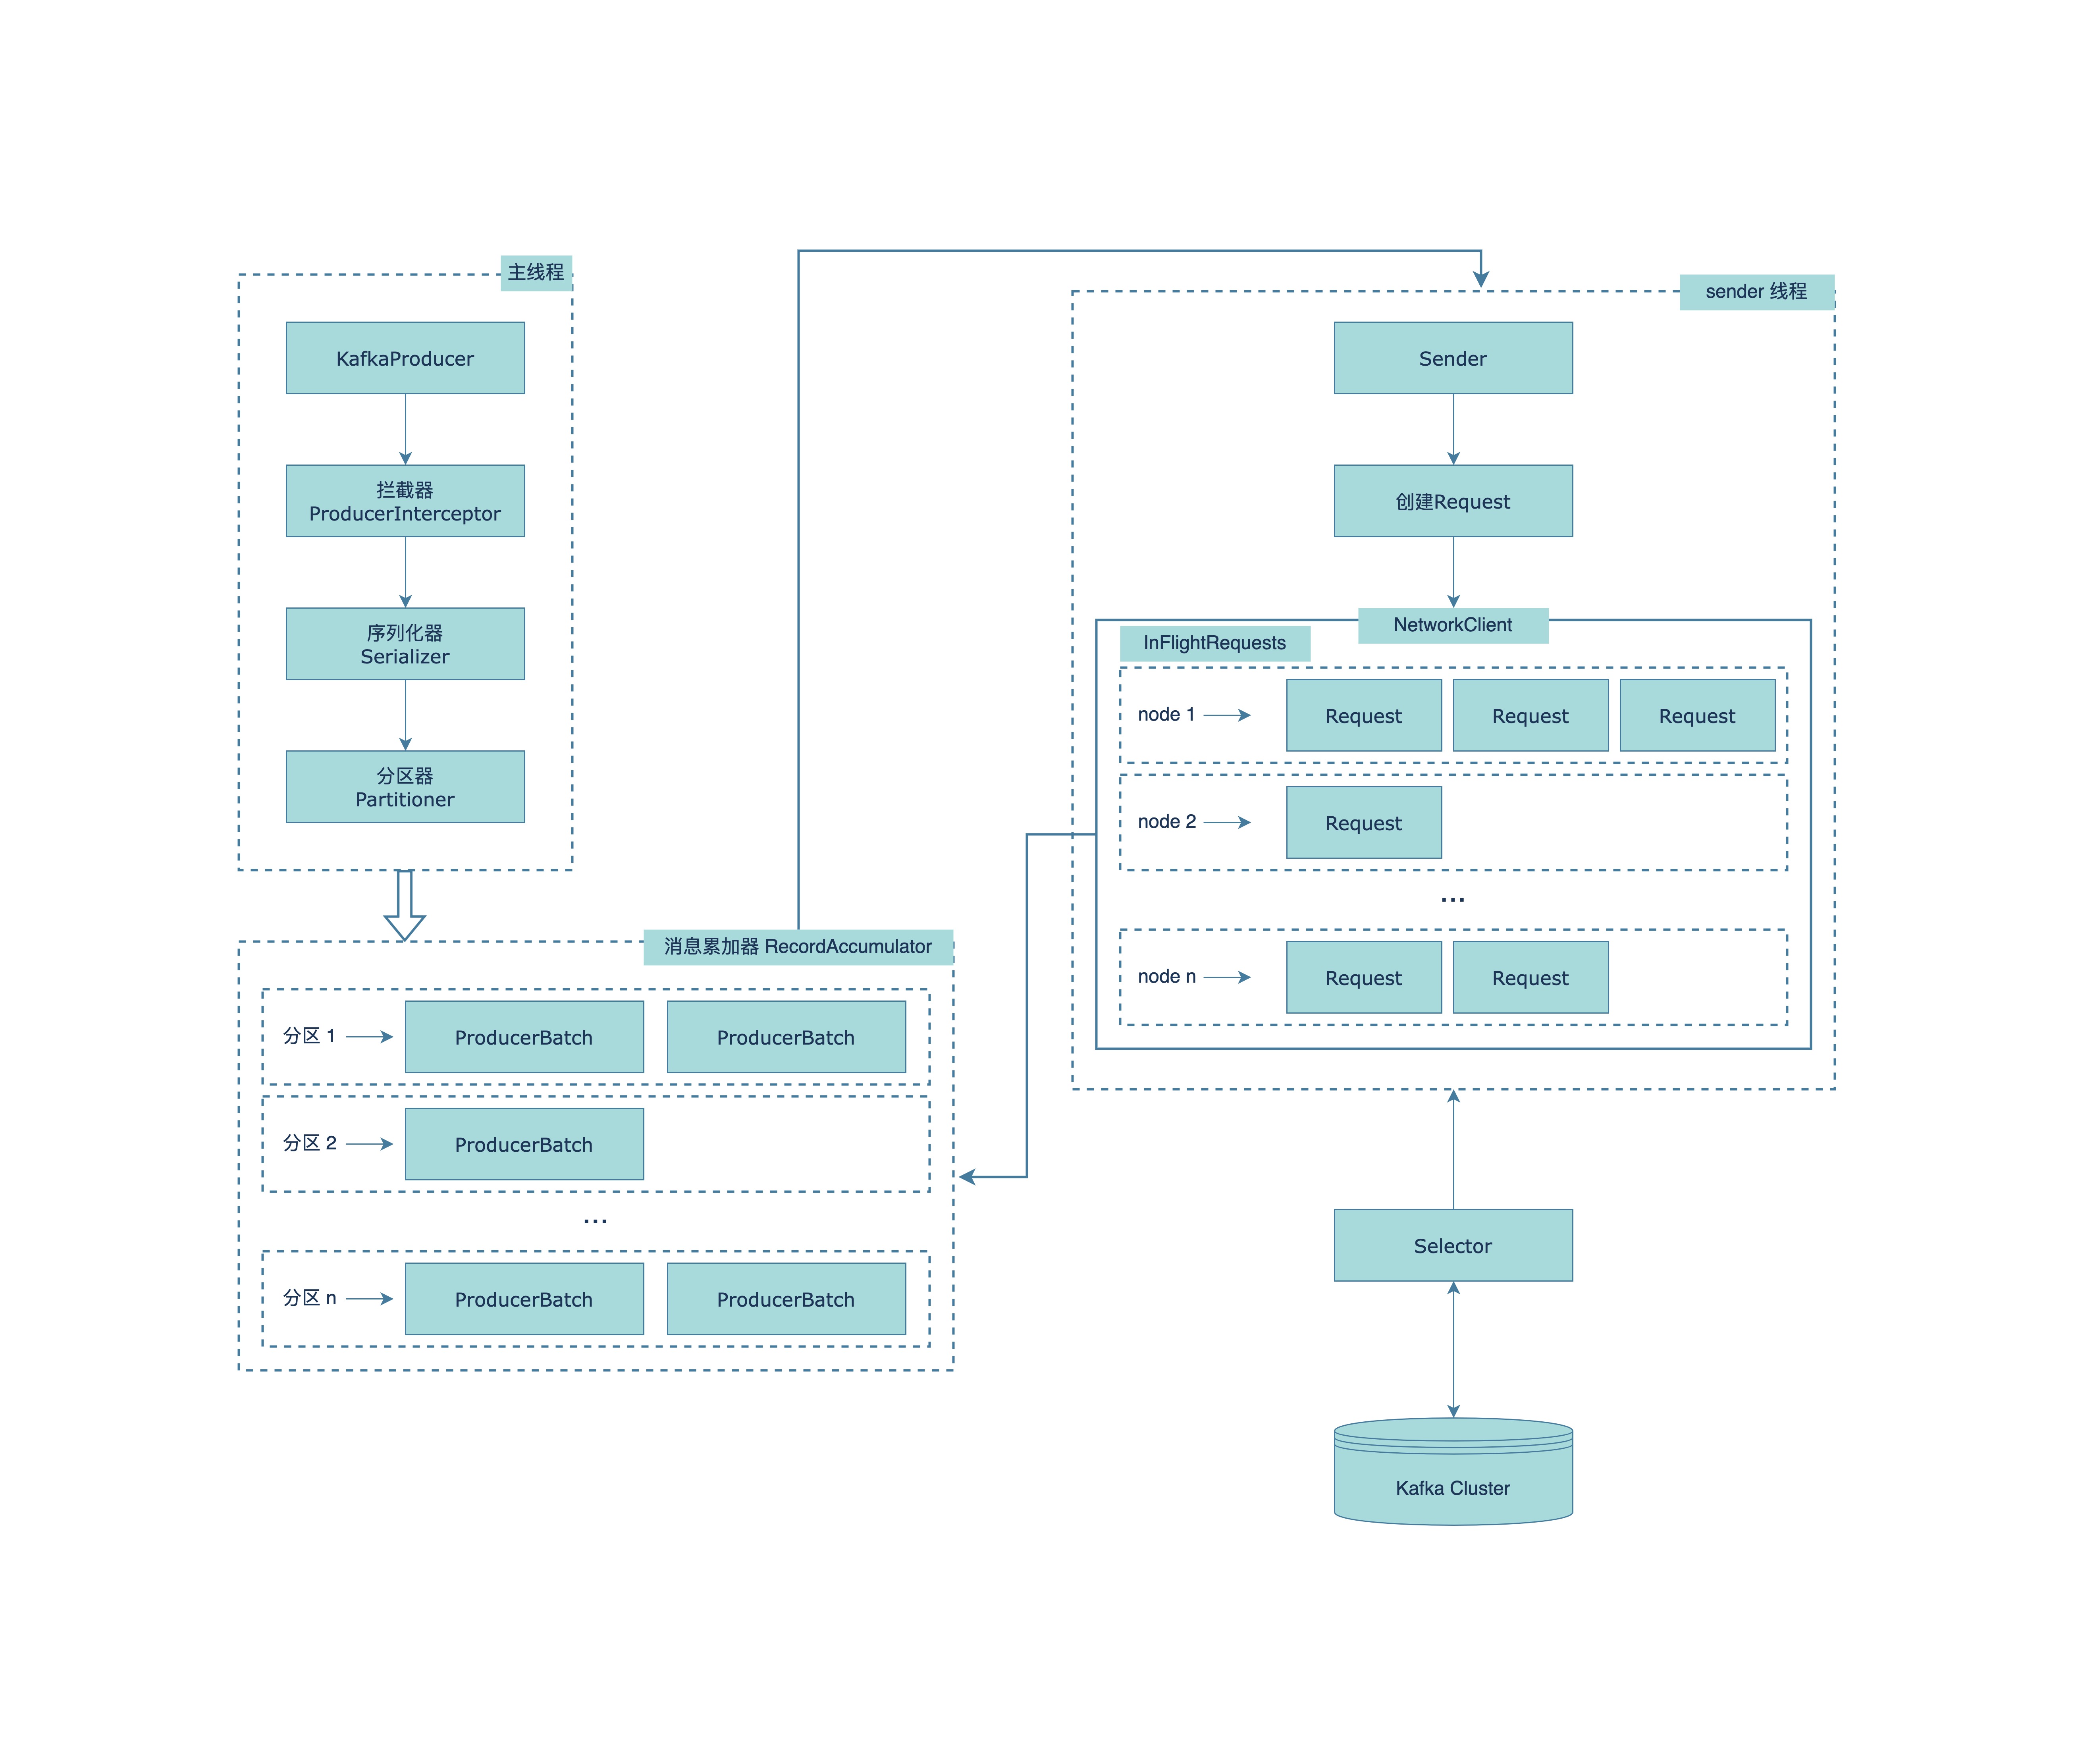 主线程
KafkaProducer
拦截器
ProducerInterceptor
序列化器
Serializer
分区器
Partitioner
消息累加器 RecordAccumulator
分区 1
ProducerBatch
ProducerBatch
分区 2
ProducerBatch
...
分区 n
ProducerBatch
ProducerBatch
sender 线程
Sender
创建Request
NetworkClient
InFlightRequests
node 1
Request
Request
Request
node 2
Request
...
node n
Request
Request
Selector
Kafka Cluster